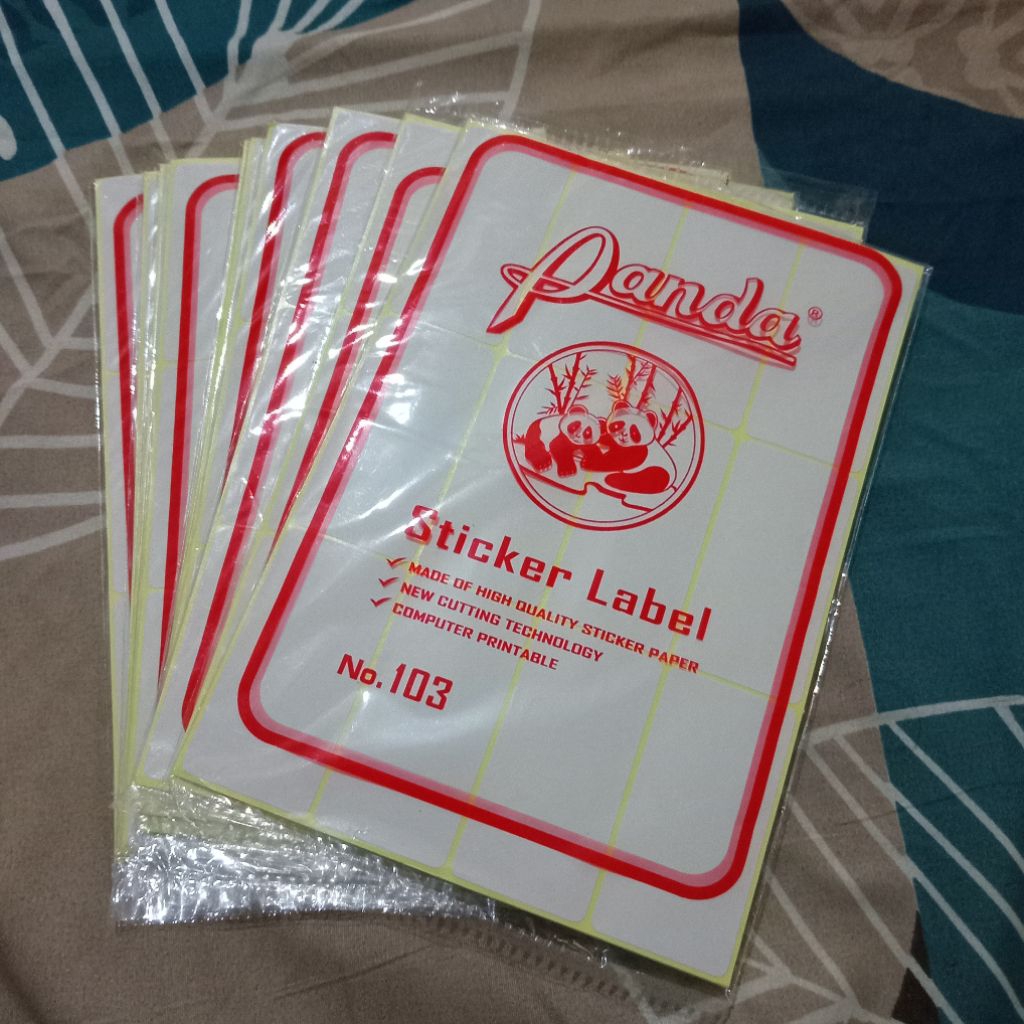 Panda®
Sticker Label
MADE OF HIGH QUALITY STICKER PAPER
NEW CUTTING TECHNOLOGY
COMPUTER PRINTABLE
No. 103